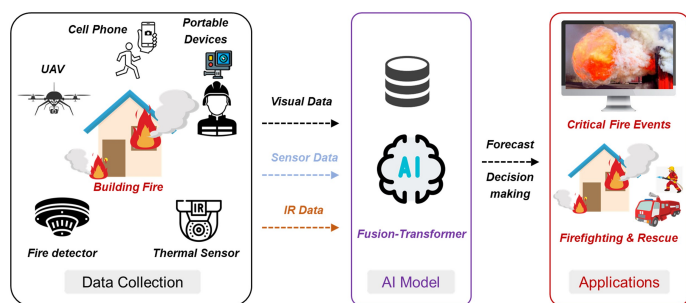 Cell Phone
Portable
Devices
UAV
Building Fire
IR
Fire detector
Thermal Sensor
Data Collection
Visual Data
Sensor Data
IR Data
AI
Fusion-Transformer
AI Model
Forecast
Decision
making
Critical Fire Events
Firefighting & Rescue
Applications